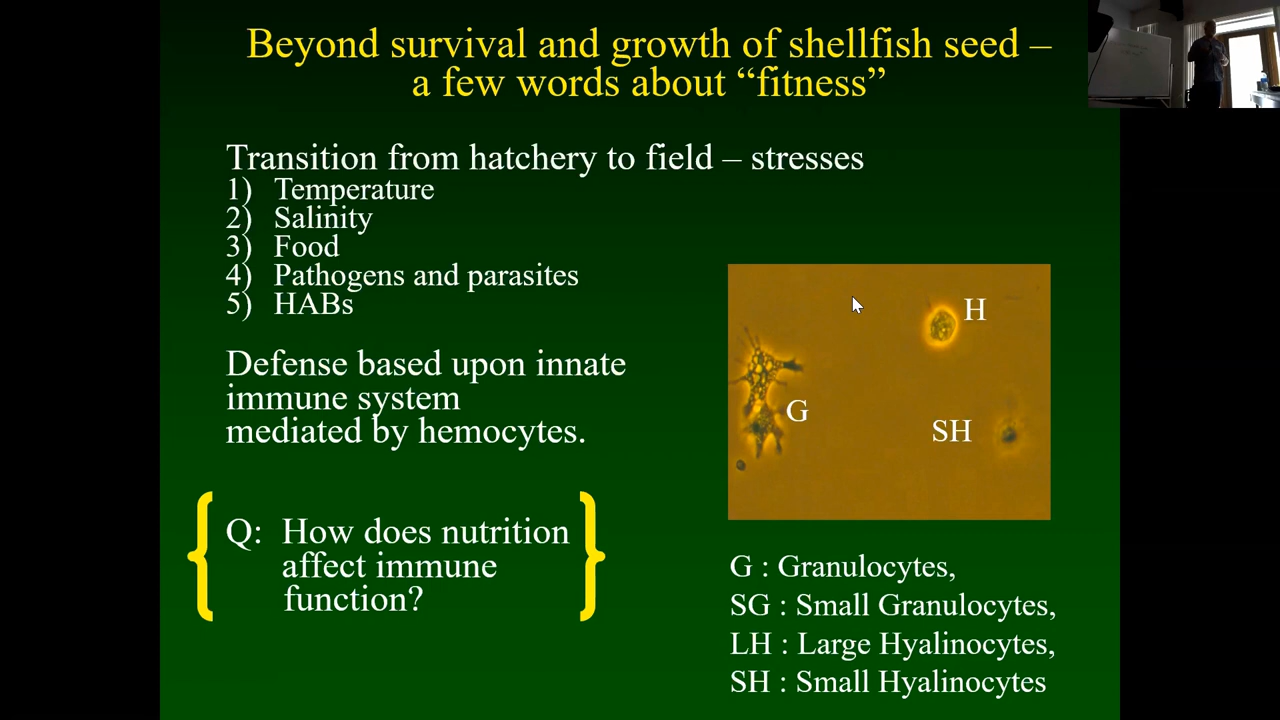 Beyond survival and growth of shellfish seed –
a few words about “fitness”
Transition from hatchery to field – stresses
1) Temperature
2) Salinity
3) Food
4) Pathogens and parasites
5) HABs
Defense based upon innate
immune system
mediated by hemocytes.
Q: How does nutrition
affect immune
function?
H
G
SH
G : Granulocytes,
SG : Small Granulocytes,
LH : Large Hyalinocytes,
SH : Small Hyalinocytes